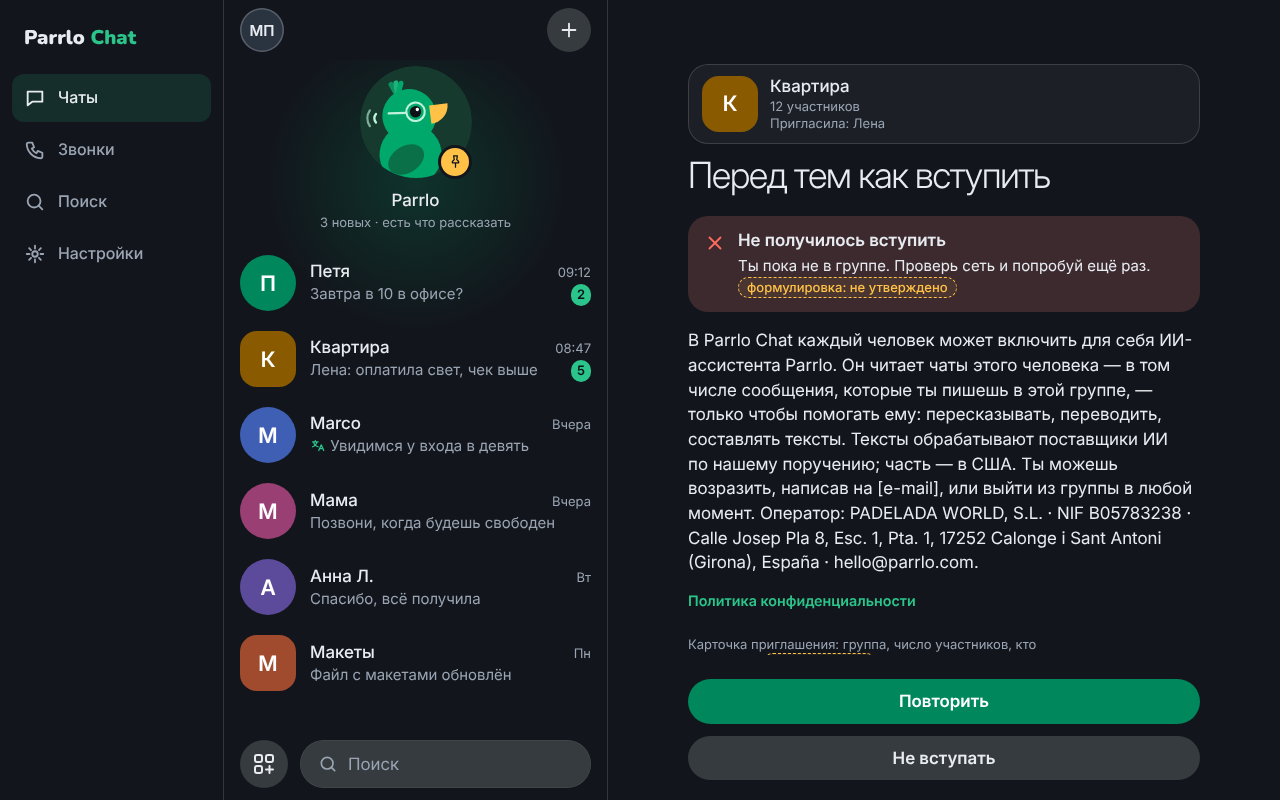 Parrlo Chat
Чаты
Звонки
Поиск
Настройки
МП
Parrlo
3 новых · есть что рассказать
П
Петя
09:12
Завтра в 10 в офисе?
2
К
Квартира
08:47
Лена: оплатила свет, чек выше
5
M
Marco
Вчера
Увидимся у входа в девять
М
Мама
Вчера
Позвони, когда будешь свободен
А
Анна Л.
Вт
Спасибо, всё получила
М
Макеты
Пн
Файл с макетами обновлён
Поиск
К
Квартира
12 участников
Пригласила: Лена
Перед тем как вступить
Не получилось вступить
Ты пока не в группе. Проверь сеть и попробуй ещё раз.
формулировка: не утверждено
В Parrlo Chat каждый человек может включить для себя ИИ-
ассистента Parrlo. Он читает чаты этого человека — в том
числе сообщения, которые ты пишешь в этой группе, —
только чтобы помогать ему: пересказывать, переводить,
составлять тексты. Тексты обрабатывают поставщики ИИ
по нашему поручению; часть — в США. Ты можешь
возразить, написав на [e-mail], или выйти из группы в любой
момент. Оператор: PADELADA WORLD, S.L. · NIF B05783238 ·
Calle Josep Pla 8, Esc. 1, Pta. 1, 17252 Calonge i Sant Antoni
(Girona), España · hello@parrlo.com.
Политика конфиденциальности
Карточка приглашения: группа, число участников, кто
Повторить
Не вступать